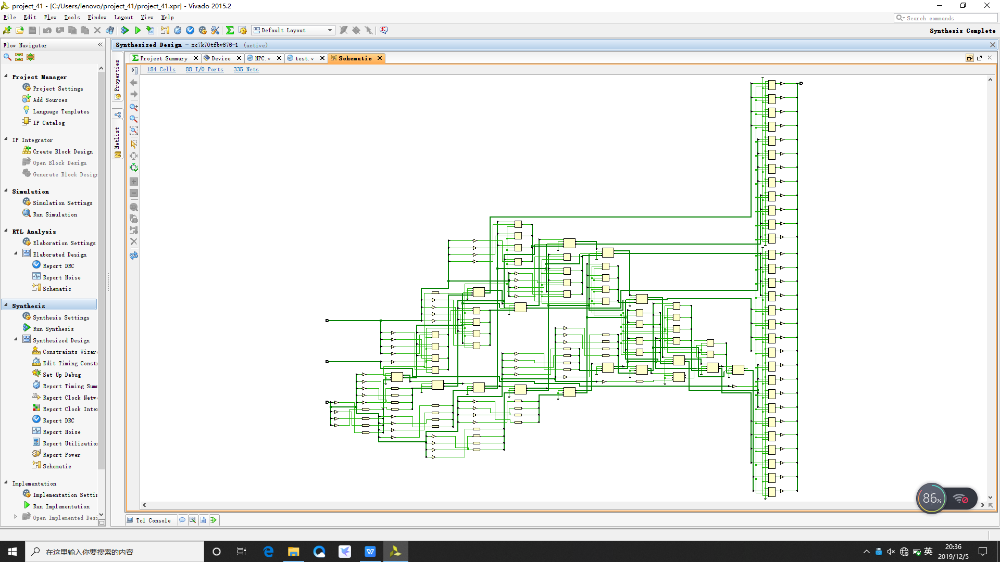 project_41 - [C:/Users/lenovo/project_41/project_41.xpr] - Vivado 2015.2
File Edit Flow Tools Window Layout View Help
Search commands
Default Layout
Synthesis Complete
Flow Navigator
Synthesized Design - xc7k70tfbv676-1 (active)
Project Summary
Device
NPC.v
test.v
Schematic
184 Cells
88 I/O Ports
335 Nets
Properties
Netlist
Project Manager
Project Settings
Add Sources
Language Templates
IP Catalog
IP Integrator
Create Block Design
Open Block Design
Generate Block Desig
Simulation
Simulation Settings
Run Simulation
RTL Analysis
Elaboration Settings
Elaborated Design
Report DRC
Report Noise
Schematic
Synthesis
Synthesis Settings
Run Synthesis
Synthesized Design
Constraints Wizar
Edit Timing Const
Set Up Debug
Report Timing Summ
Report Clock Netw
Report Clock Inte
Report DRC
Report Noise
Report Utilizatio
Report Power
Schematic
Implementation
Implementation Settin
Run Implementation
Open Implemented Desi
Tcl Console
86%
在这里输入你要搜索的内容
英
20:36
2019/12/5